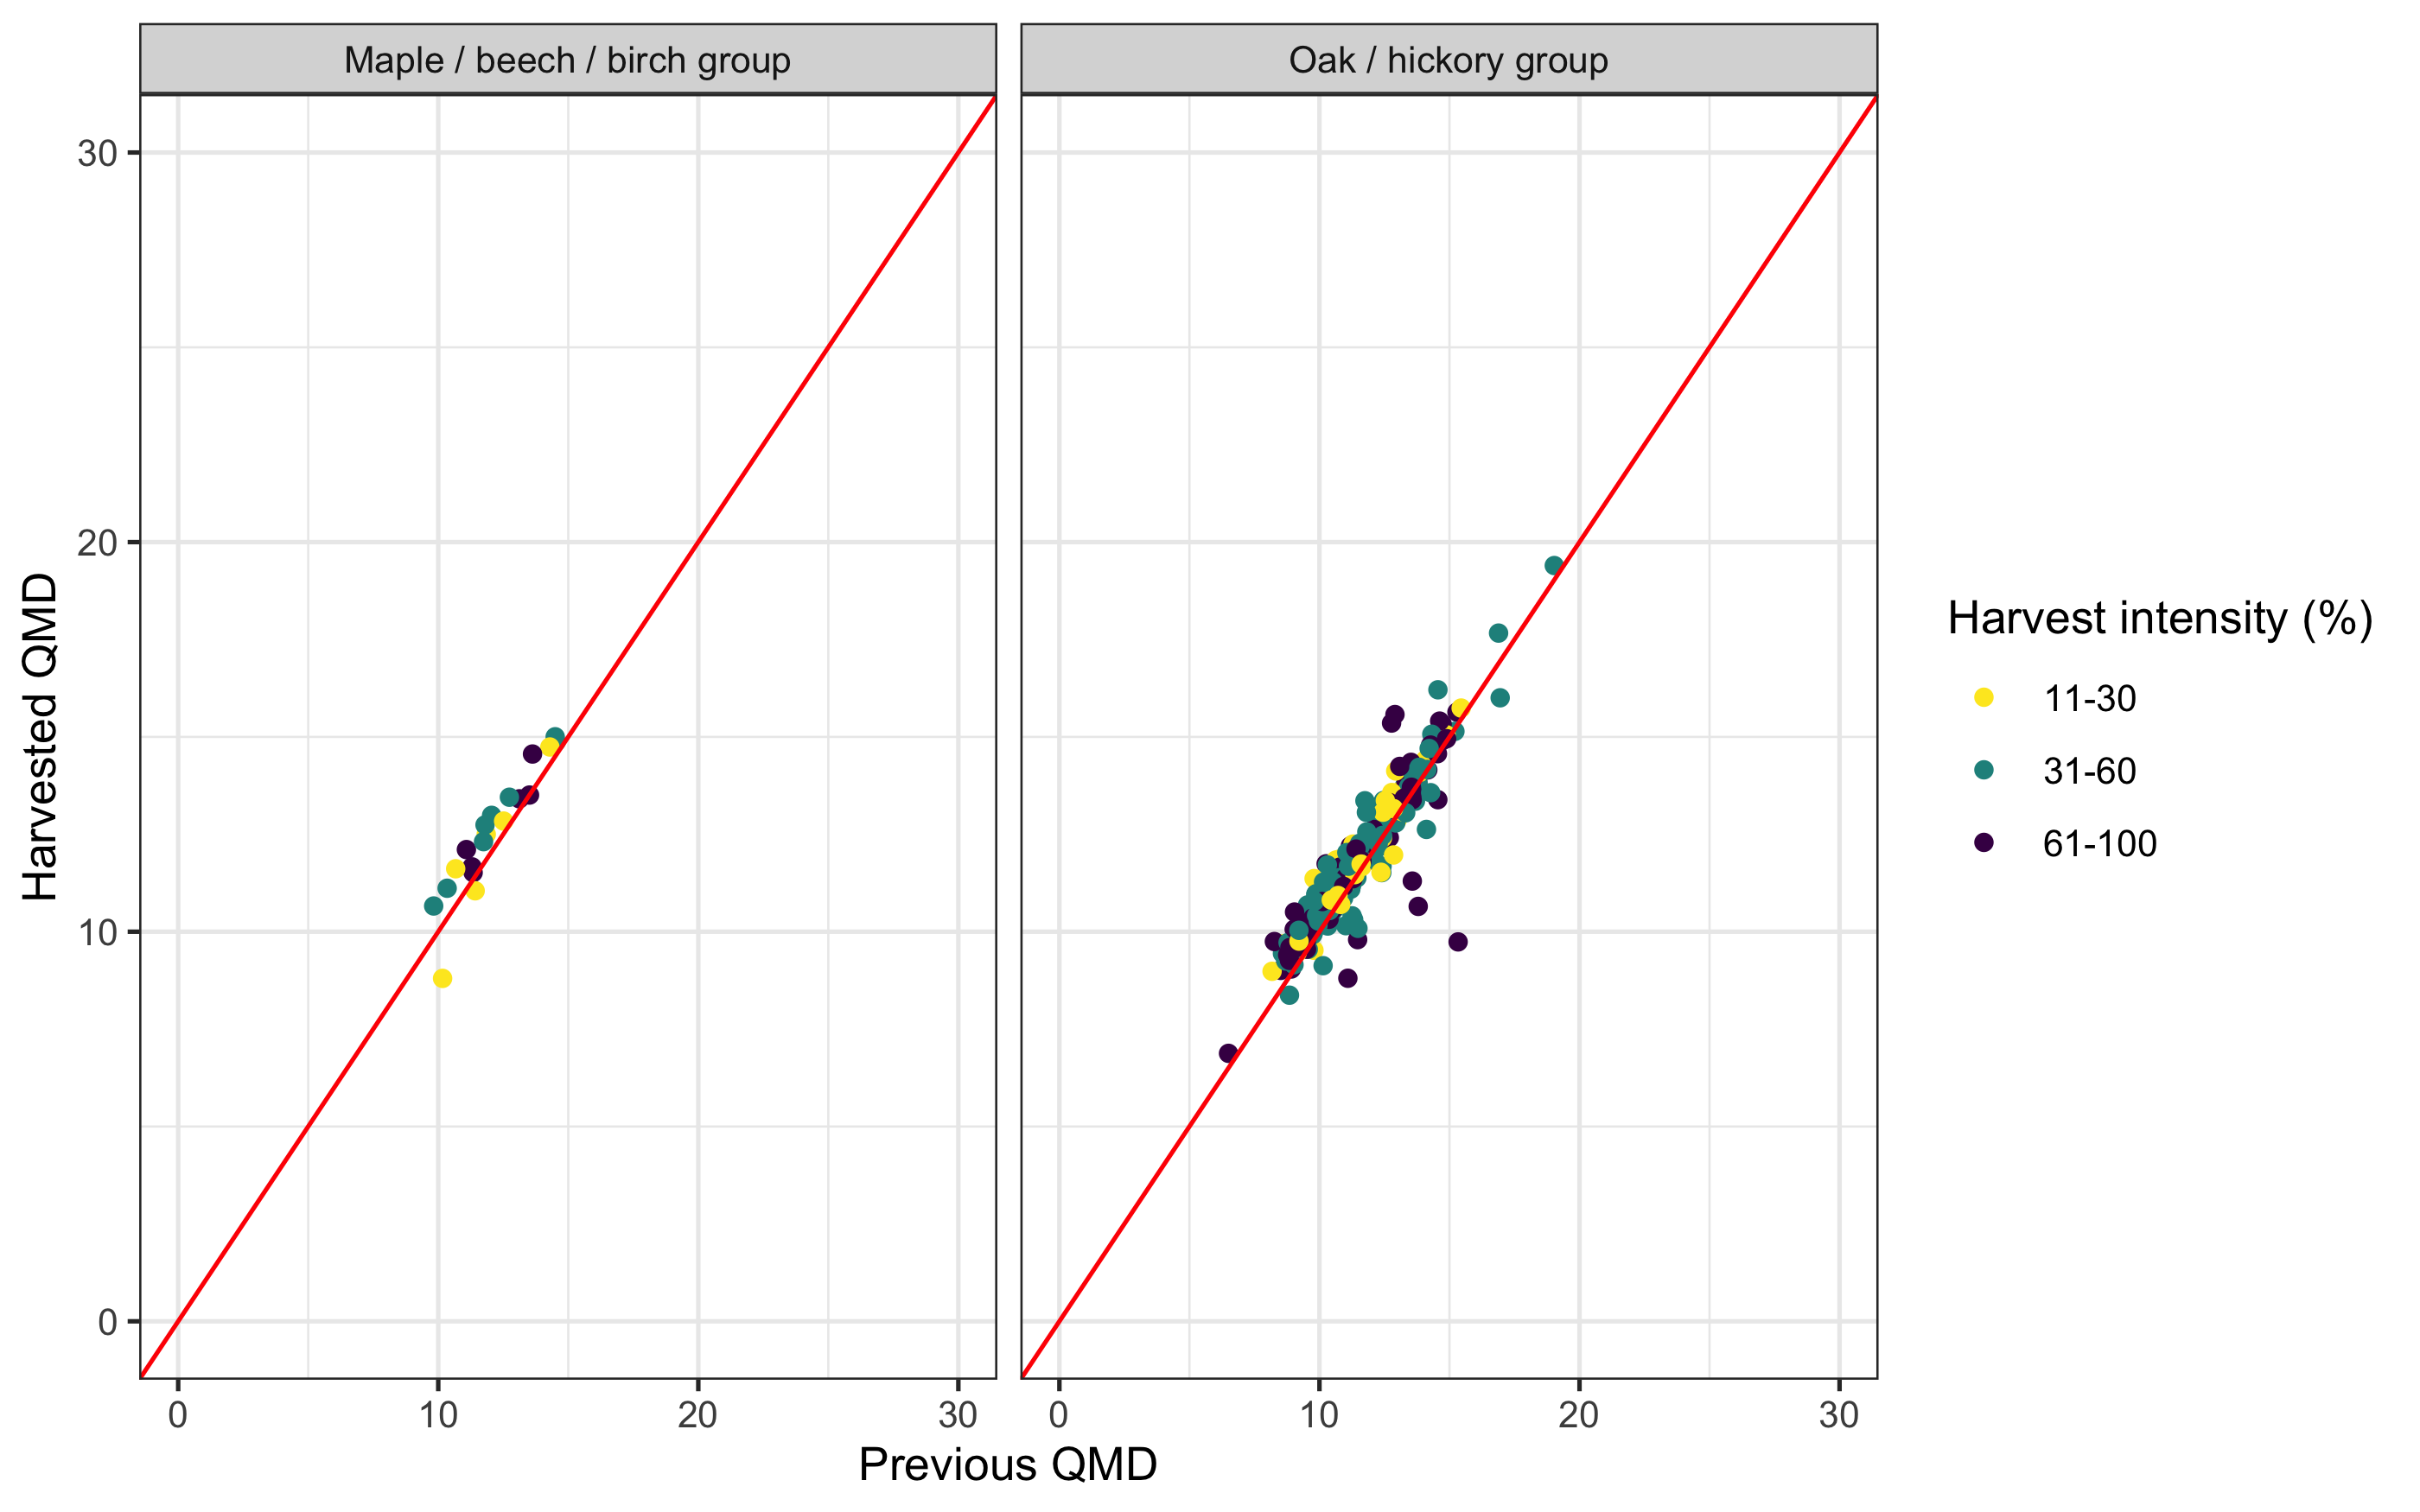 Maple / beech / birch group
Oak / hickory group
30
20
10
0
Harvested QMD
0 10 20 30
0 10 20 30
Previous QMD
Harvest intensity (%)
11-30
31-60
61-100